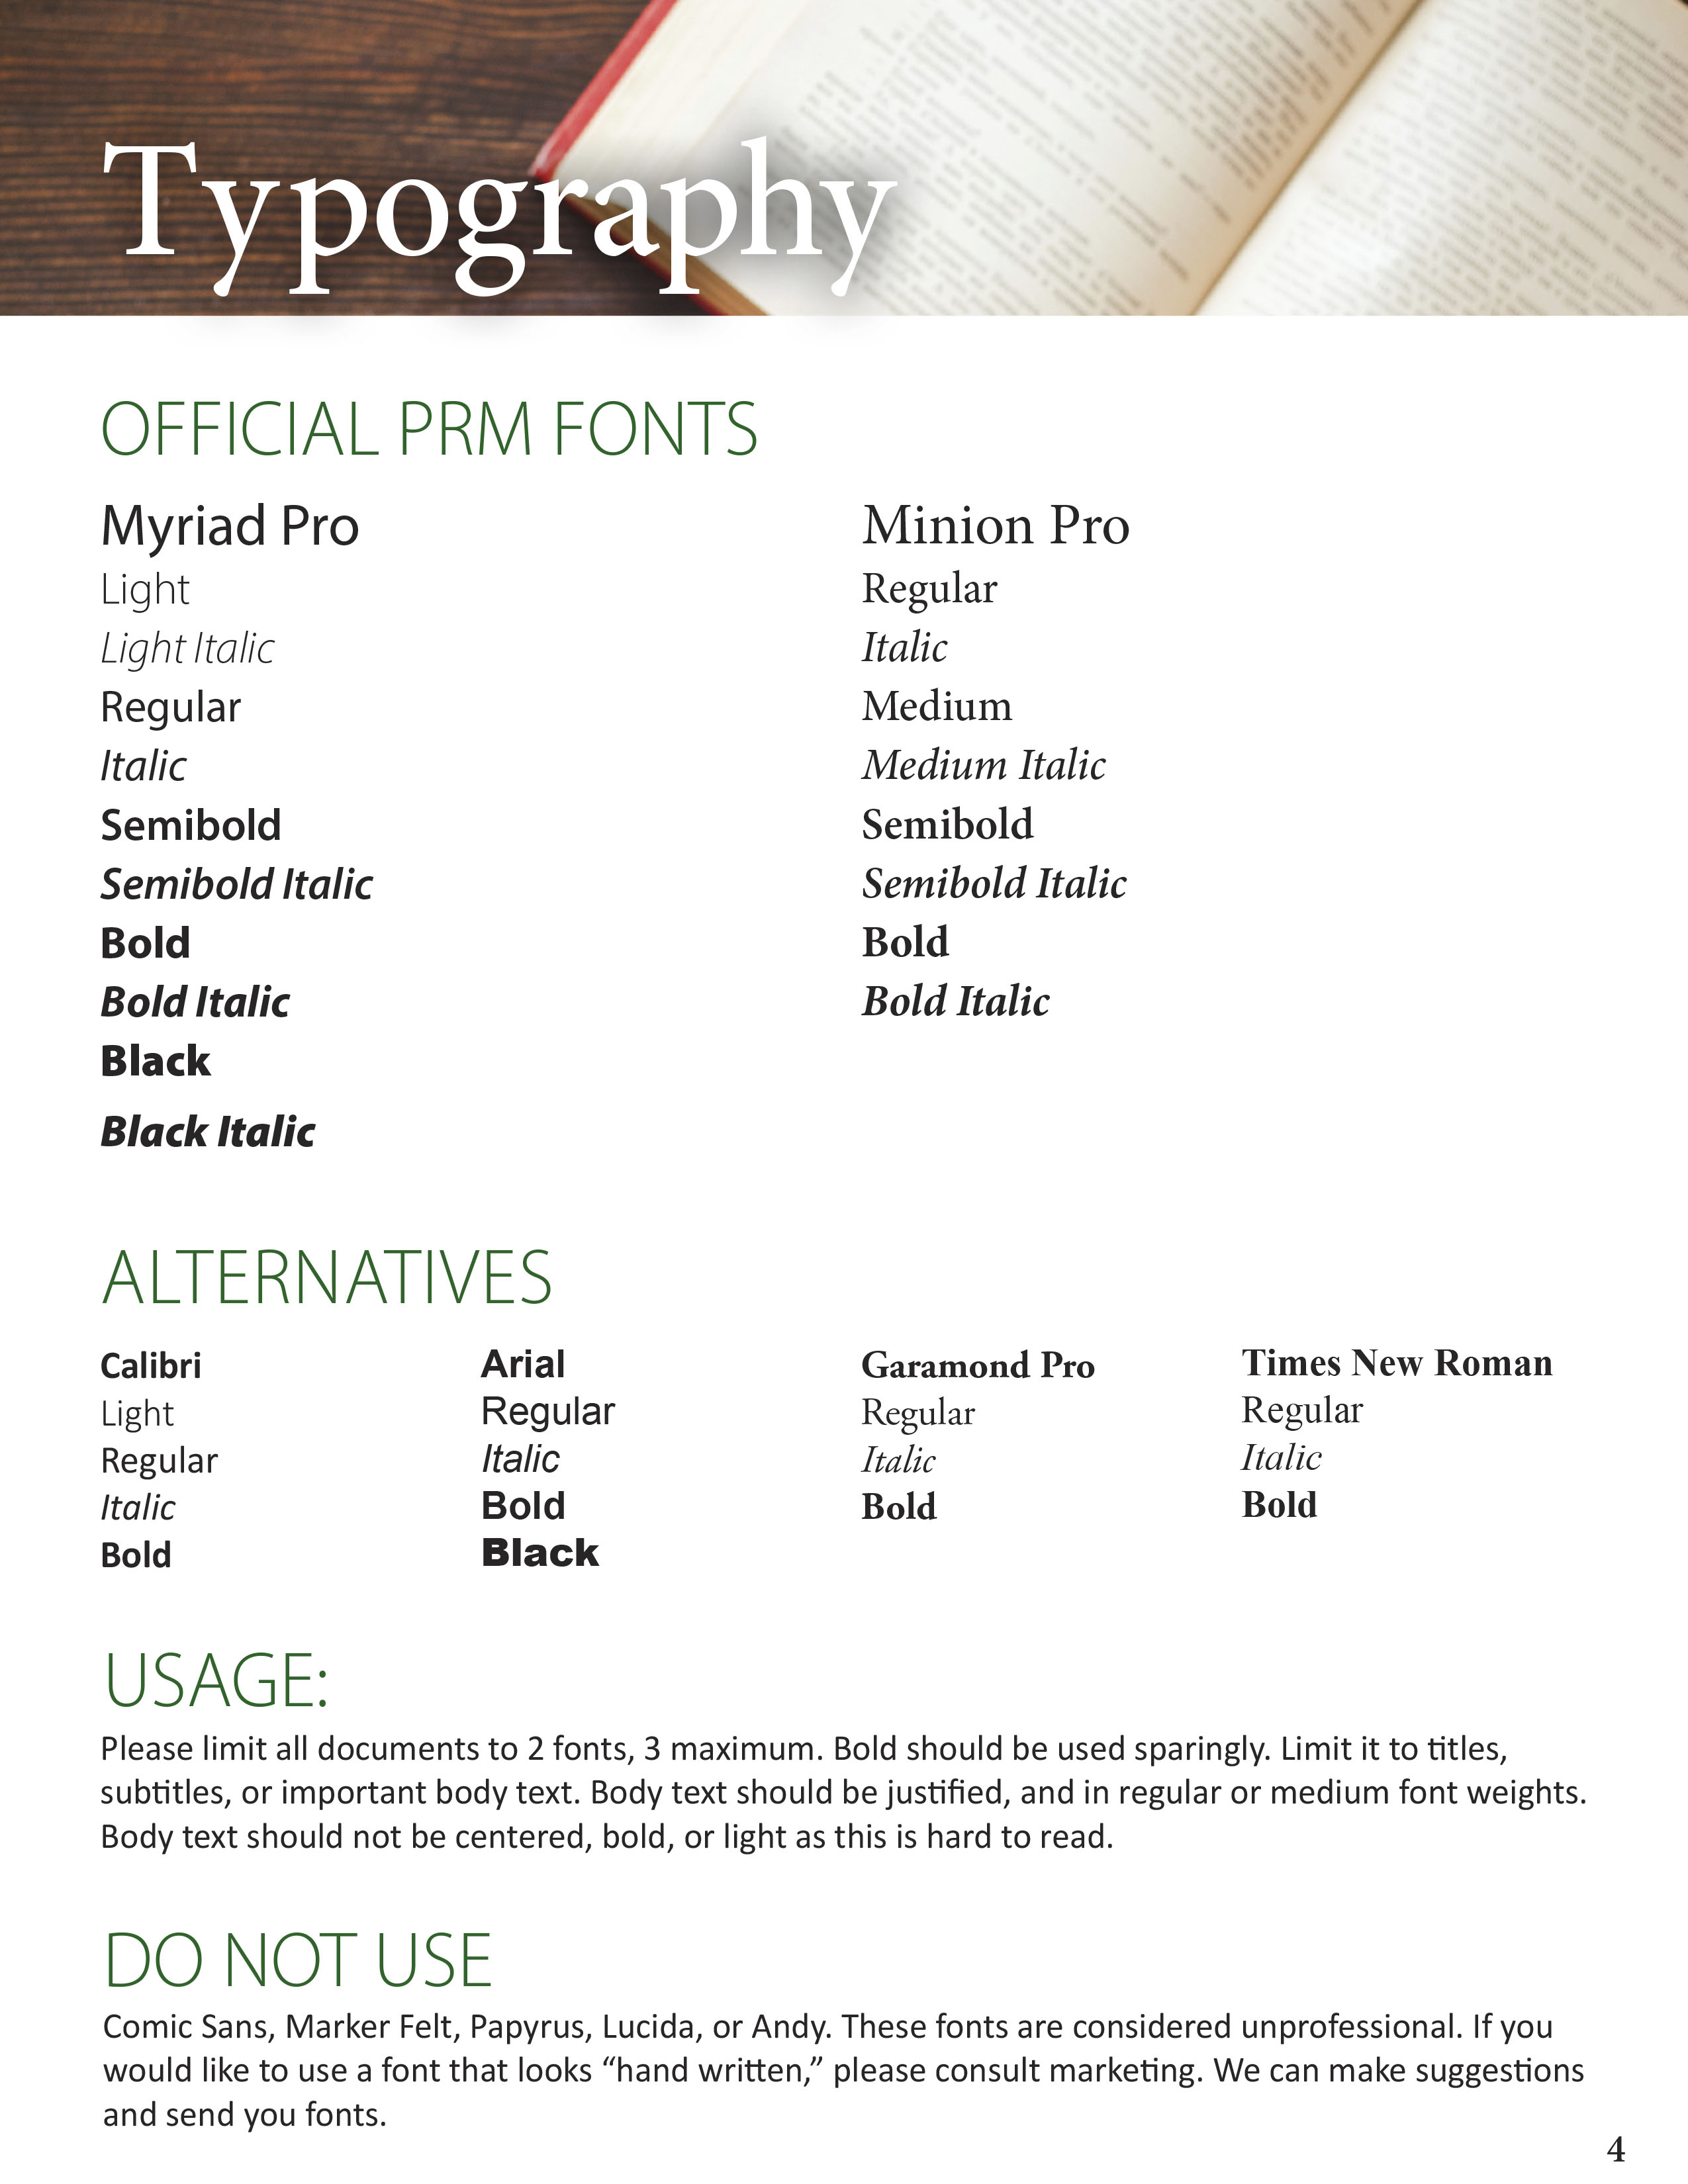 Typography
OFFICIAL PRM FONTS
Myriad Pro
Light
Light Italic
Regular
Italic
Semibold
Semibold Italic
Bold
Bold Italic
Black
Black Italic
Minion Pro
Regular
Italic
Medium
Medium Italic
Semibold
Semibold Italic
Bold
Bold Italic
ALTERNATIVES
Calibri
Light
Regular
Italic
Bold
Arial
Regular
Italic
Bold
Black
Garamond Pro
Regular
Italic
Bold
Times New Roman
Regular
Italic
Bold
USAGE:
Please limit all documents to 2 fonts, 3 maximum. Bold should be used sparingly. Limit it to titles,
subtitles, or important body text. Body text should be justified, and in regular or medium font weights.
Body text should not be centered, bold, or light as this is hard to read.
DO NOT USE
Comic Sans, Marker Felt, Papyrus, Lucida, or Andy. These fonts are considered unprofessional. If you
would like to use a font that looks “hand written,” please consult marketing. We can make suggestions
and send you fonts.
4